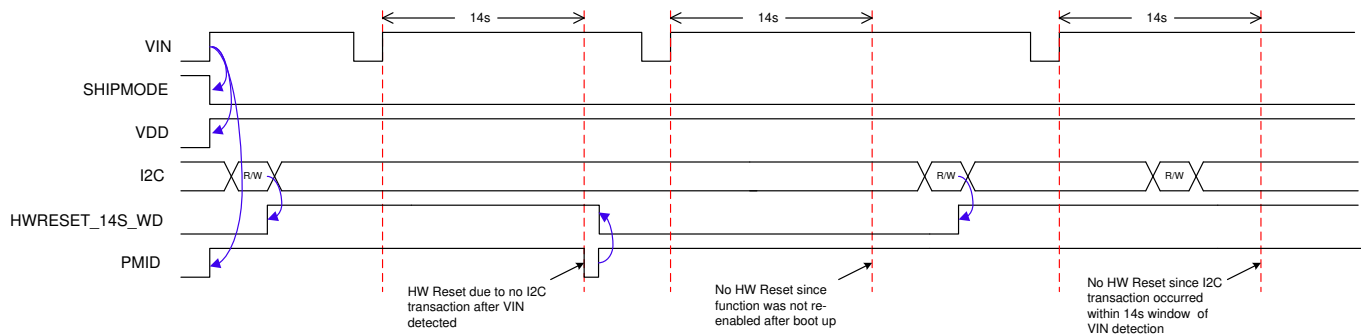 14s
14s
14s
VIN
SHIPMODE
VDD
I2C
R/W
R/W
R/W
HWRESET_14S_WD
PMID
HW Reset due to no I2C
transaction after VIN
detected
No HW Reset since
function was not re-
enabled after boot up
No HW Reset since I2C
transaction occurred
within 14s window of
VIN detection